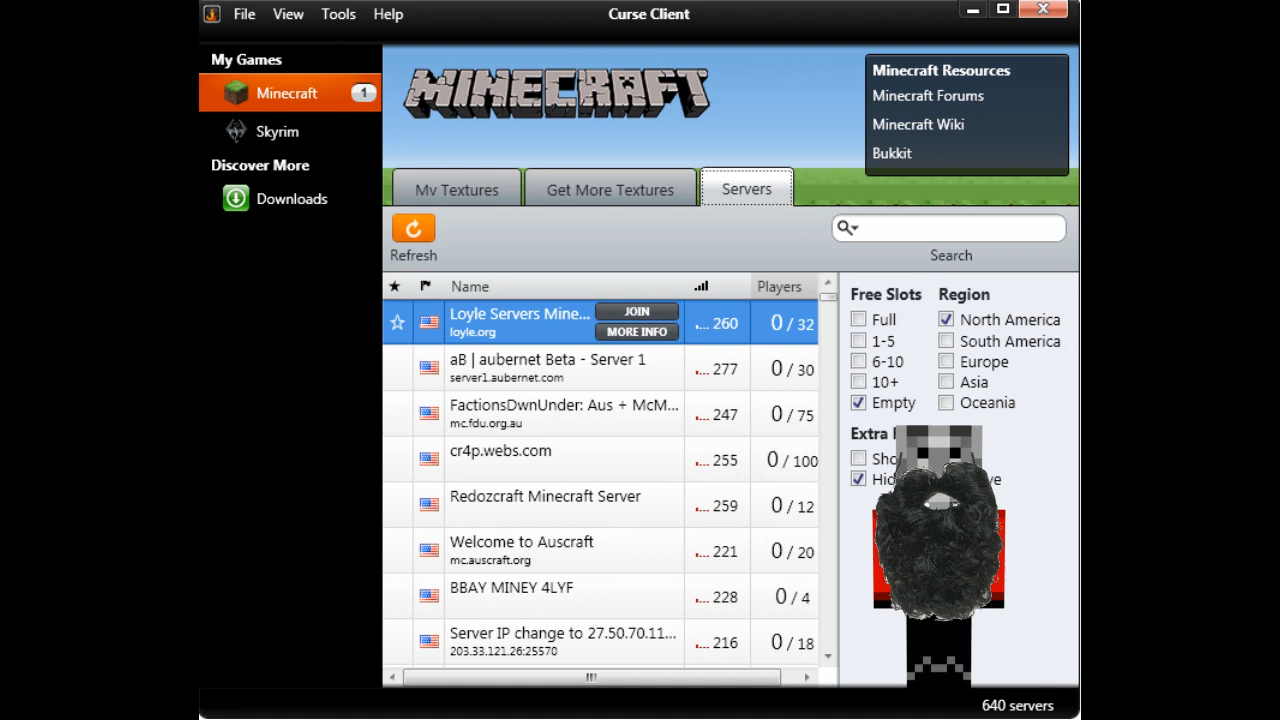 File View Tools Help
Curse Client
My Games
Minecraft 1
Skyrim
Discover More
Downloads
MINECRAFT
Minecraft Resources
Minecraft Forums
Minecraft Wiki
Bukkit
My Textures
Get More Textures
Servers
Refresh
Search
Name Players
Loyle Servers Mine... JOIN ... 260 0 / 32
loyle.org MORE INFO
aB | aubernet Beta - Server 1 ... 277 0 / 30
server1.aubernet.com
FactionsDwnUnder: Aus + McM... ... 247 0 / 75
mc.fdu.org.au
cr4p.webs.com ... 255 0 / 100
Redozcraft Minecraft Server ... 259 0 / 12
Welcome to Auscraft ... 221 0 / 20
mc.auscraft.org
BBAY MINEY 4LYF ... 228 0 / 4
Server IP change to 27.50.70.11... ... 216 0 / 18
203.33.121.26:25570
Free Slots
Full
1-5
6-10
10+
Empty
Region
North America
South America
Europe
Asia
Oceania
Extra
640 servers